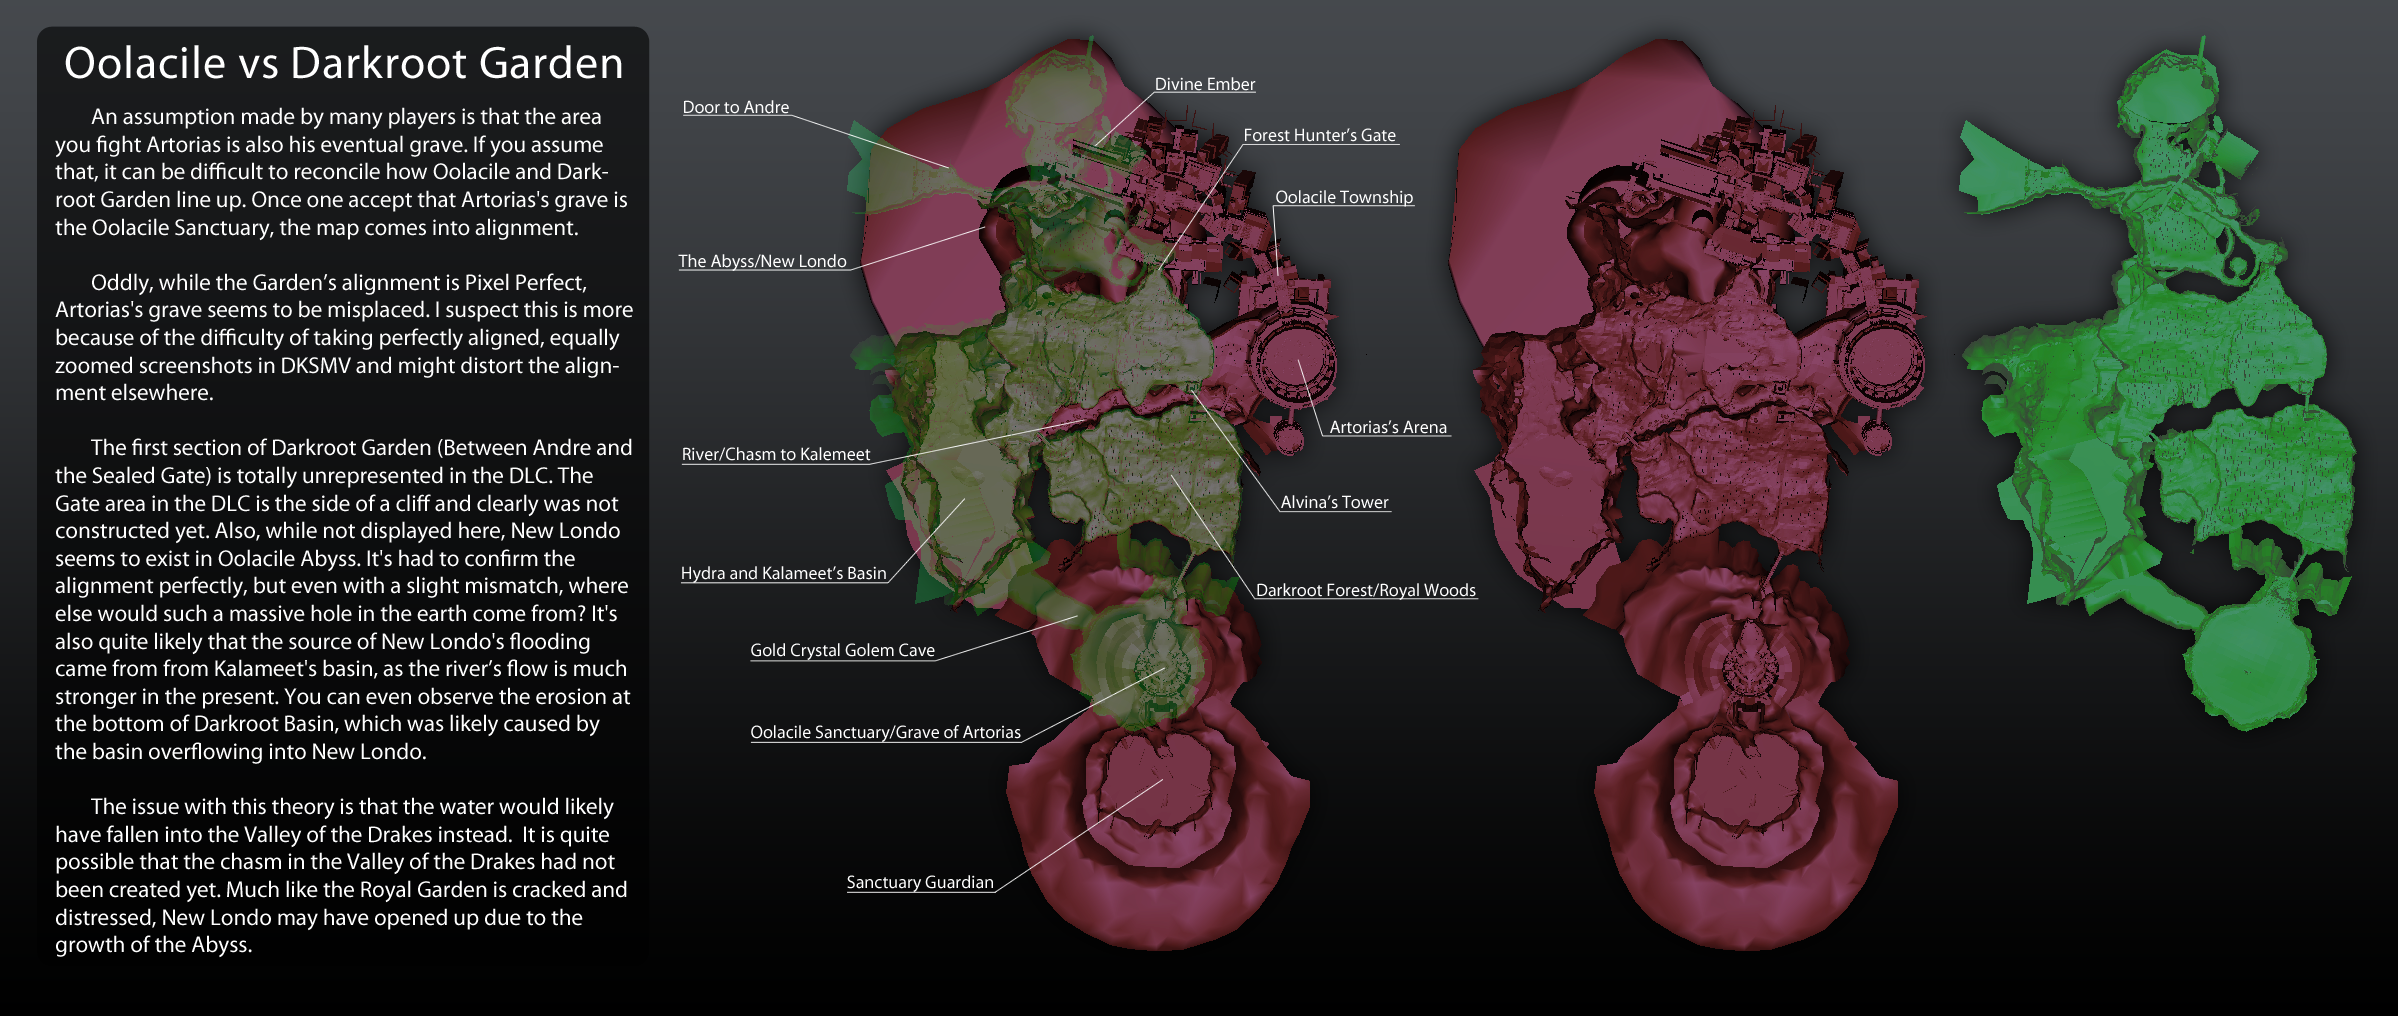 Oolacile vs Darkroot Garden
An assumption made by many players is that the area
you fight Artorias is also his eventual grave. If you assume
that, it can be difficult to reconcile how Oolacile and Dark-
root Garden line up. Once one accept that Artorias's grave is
the Oolacile Sanctuary, the map comes into alignment.
Oddly, while the Garden’s alignment is Pixel Perfect,
Artorias's grave seems to be misplaced. I suspect this is more
because of the difficulty of taking perfectly aligned, equally
zoomed screenshots in DKSMV and might distort the align-
ment elsewhere.
The first section of Darkroot Garden (Between Andre and
the Sealed Gate) is totally unrepresented in the DLC. The
Gate area in the DLC is the side of a cliff and clearly was not
constructed yet. Also, while not displayed here, New Londo
seems to exist in Oolacile Abyss. It's had to confirm the
alignment perfectly, but even with a slight mismatch, where
else would such a massive hole in the earth come from? It's
also quite likely that the source of New Londo's flooding
came from from Kalameet's basin, as the river’s flow is much
stronger in the present. You can even observe the erosion at
the bottom of Darkroot Basin, which was likely caused by
the basin overflowing into New Londo.
The issue with this theory is that the water would likely
have fallen into the Valley of the Drakes instead.  It is quite
possible that the chasm in the Valley of the Drakes had not
been created yet. Much like the Royal Garden is cracked and
distressed, New Londo may have opened up due to the
growth of the Abyss.
Divine Ember
Door to Andre
Forest Hunter’s Gate
Oolacile Township
The Abyss/New Londo
Artorias’s Arena
River/Chasm to Kalemeet
Alvina’s Tower
Hydra and Kalameet’s Basin
Darkroot Forest/Royal Woods
Gold Crystal Golem Cave
Oolacile Sanctuary/Grave of Artorias
Sanctuary Guardian